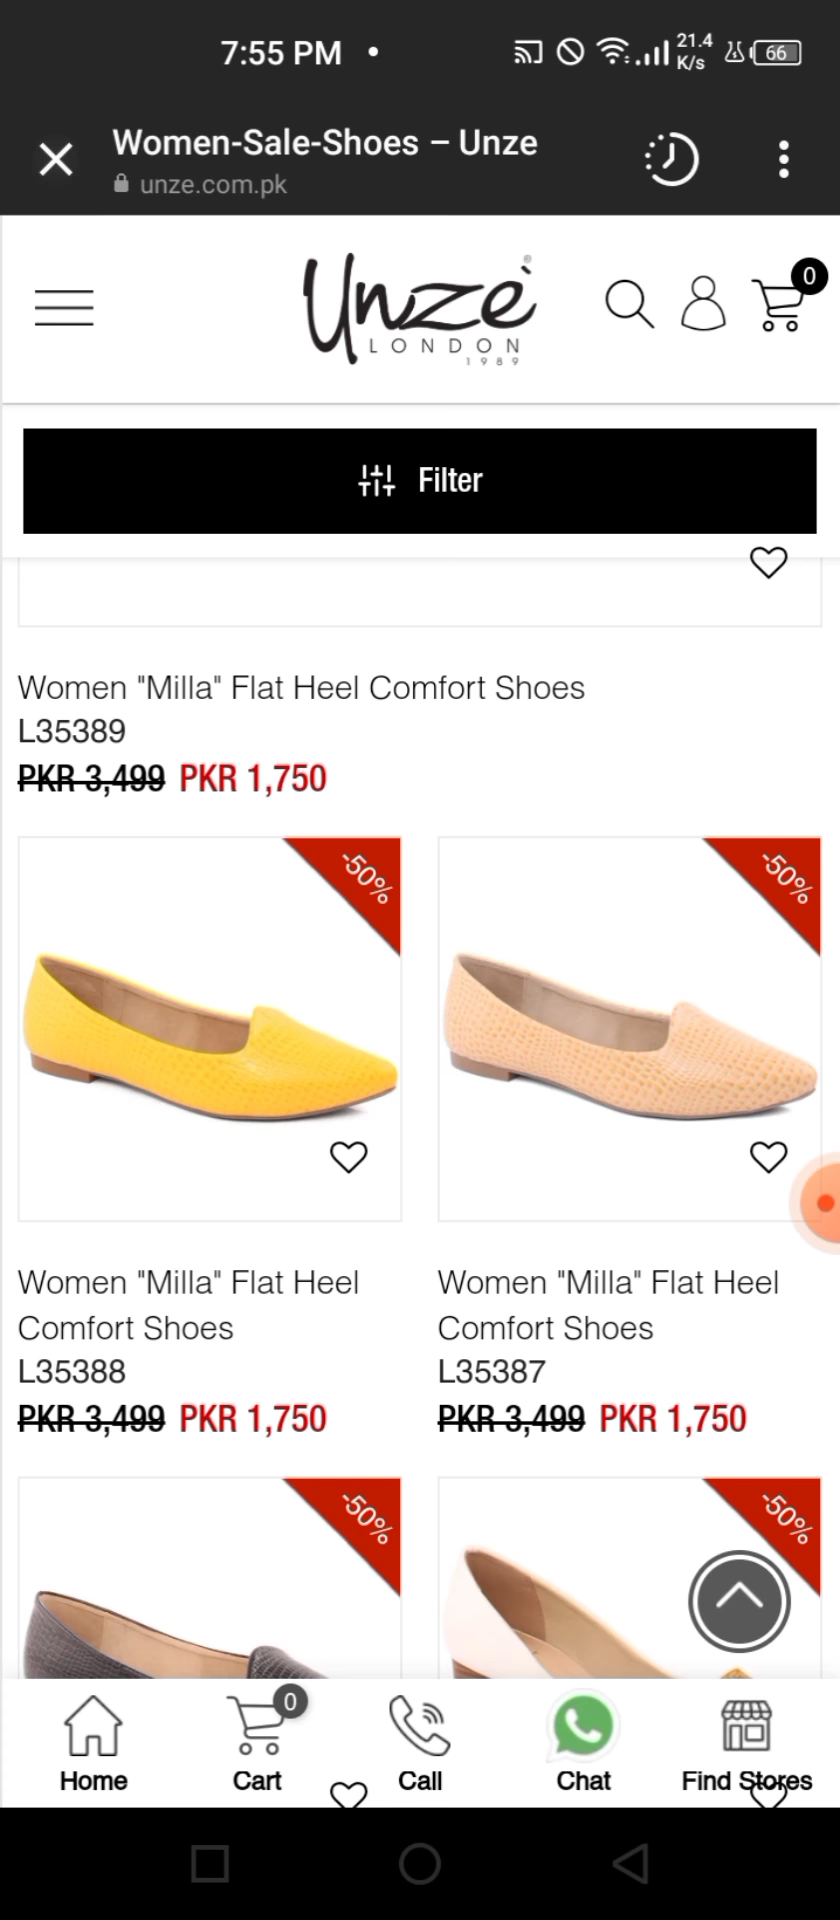 7:55 PM
21.4
K/s
66
Women-Sale-Shoes – Unze
unze.com.pk
Unzè
®
LONDON
1989
0
Filter
Women "Milla" Flat Heel Comfort Shoes
L35389
PKR 3,499 PKR 1,750
-50%
-50%
Women "Milla" Flat Heel
Comfort Shoes
L35388
PKR 3,499 PKR 1,750
Women "Milla" Flat Heel
Comfort Shoes
L35387
PKR 3,499 PKR 1,750
-50%
-50%
0
Home
Cart
Call
Chat
Find Stores